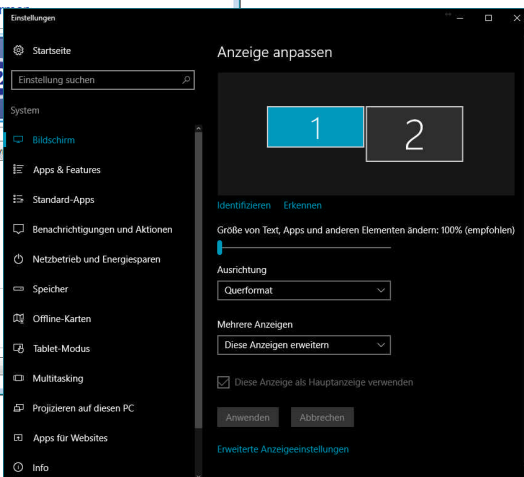 Einstellungen
Startseite
Einstellung suchen
System
Bildschirm
Apps & Features
Standard-Apps
Benachrichtigungen und Aktionen
Netzbetrieb und Energiesparen
Speicher
Offline-Karten
Tablet-Modus
Multitasking
Projizieren auf diesen PC
Apps für Websites
Info
Anzeige anpassen
1
2
Identifizieren Erkennen
Größe von Text, Apps und anderen Elementen ändern: 100% (empfohlen)
Ausrichtung
Querformat
Mehrere Anzeigen
Diese Anzeigen erweitern
Diese Anzeige als Hauptanzeige verwenden
Anwenden Abbrechen
Erweiterte Anzeigeeinstellungen